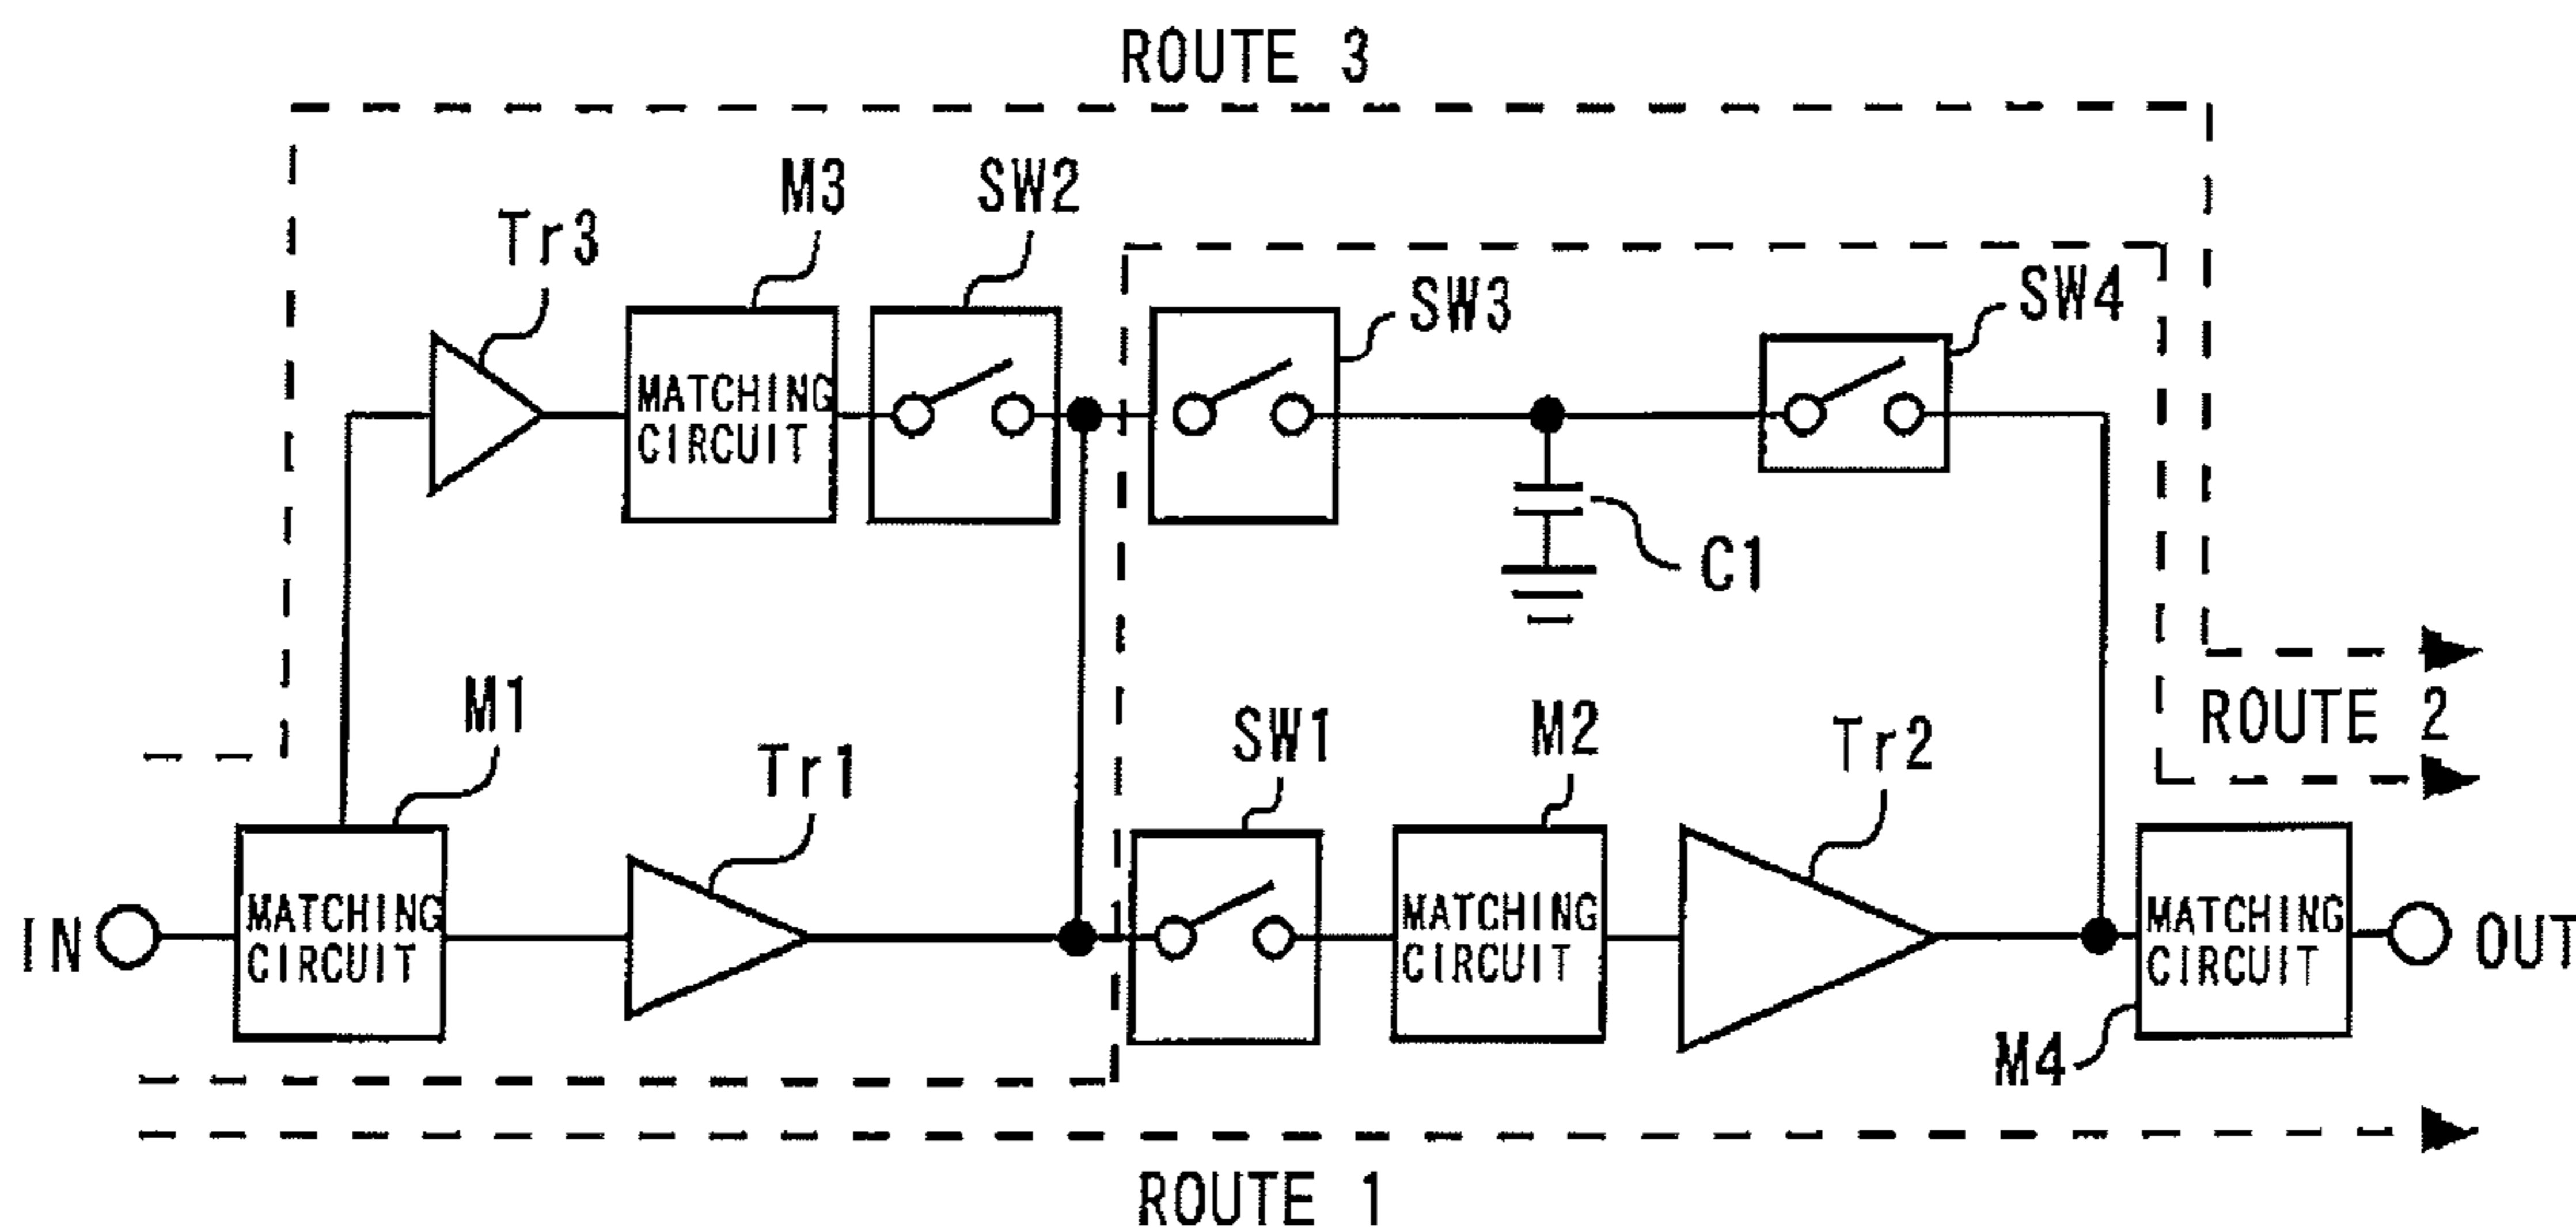 ROUTE 3
M3
SW2
Tr3
SW3
SW4
MATCHING
CIRCUIT
C1
M1
Tr1
SW1
M2
Tr2
ROUTE 2
IN
MATCHING
CIRCUIT
MATCHING
CIRCUIT
MATCHING
CIRCUIT
OUT
M4
ROUTE 1